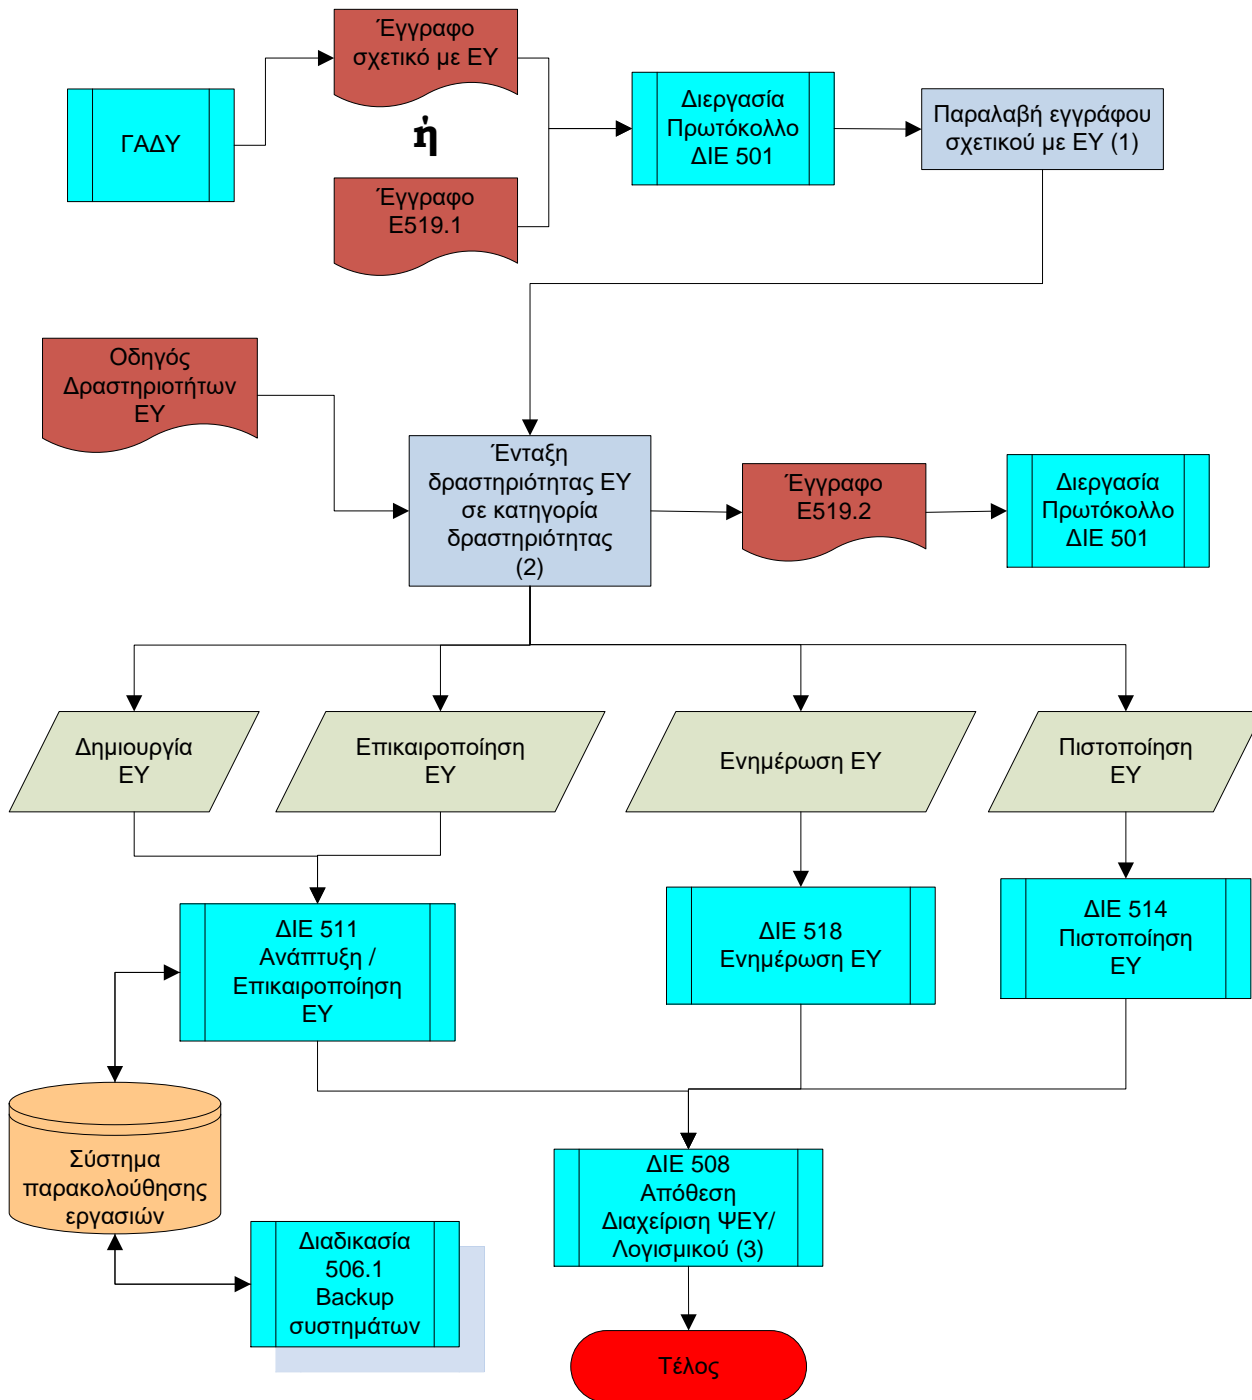 Έγγραφο
σχετικό με ΕΥ
ΓΑΔΥ
ή
Έγγραφο
Ε519.1
Διεργασία
Πρωτόκολλο
ΔΙΕ 501
Παραλαβή εγγράφου
σχετικού με ΕΥ (1)
Οδηγός
Δραστηριοτήτων
ΕΥ
Ένταξη
δραστηριότητας ΕΥ
σε κατηγορία
δραστηριότητας
(2)
Έγγραφο
Ε519.2
Διεργασία
Πρωτόκολλο
ΔΙΕ 501
Δημιουργία
ΕΥ
Επικαιροποίηση
ΕΥ
Ενημέρωση ΕΥ
Πιστοποίηση
ΕΥ
ΔΙΕ 511
Ανάπτυξη /
Επικαιροποίηση
ΕΥ
ΔΙΕ 518
Ενημέρωση ΕΥ
ΔΙΕ 514
Πιστοποίηση
ΕΥ
Σύστημα
παρακολούθησης
εργασιών
ΔΙΕ 508
Απόθεση
Διαχείριση ΨΕΥ/
Λογισμικού (3)
Διαδικασία
506.1
Backup
συστημάτων
Τέλος